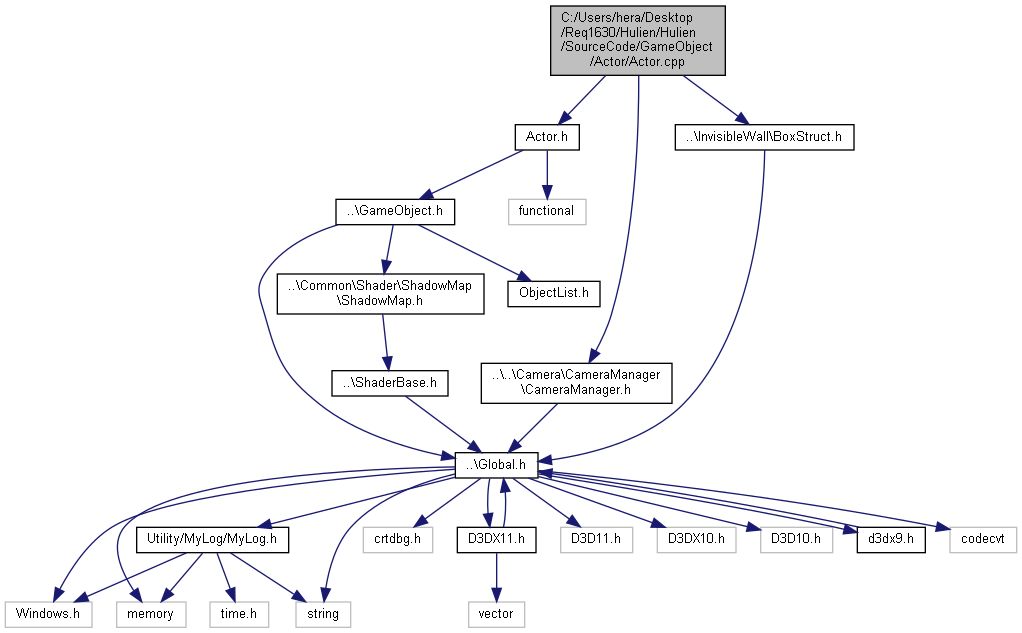 C:/Users/hera/Desktop
/Req1630/Hulien/Hulien
/SourceCode/GameObject
/Actor/Actor.cpp
Actor.h
..\InvisibleWall\BoxStruct.h
..\GameObject.h
functional
..\Common\Shader\ShadowMap
\ShadowMap.h
ObjectList.h
..\ShaderBase.h
..\..\Camera\CameraManager
\CameraManager.h
..\Global.h
Utility/MyLog/MyLog.h
crtdbg.h
D3DX11.h
D3D11.h
D3DX10.h
D3D10.h
d3dx9.h
codecvt
Windows.h
memory
time.h
string
vector